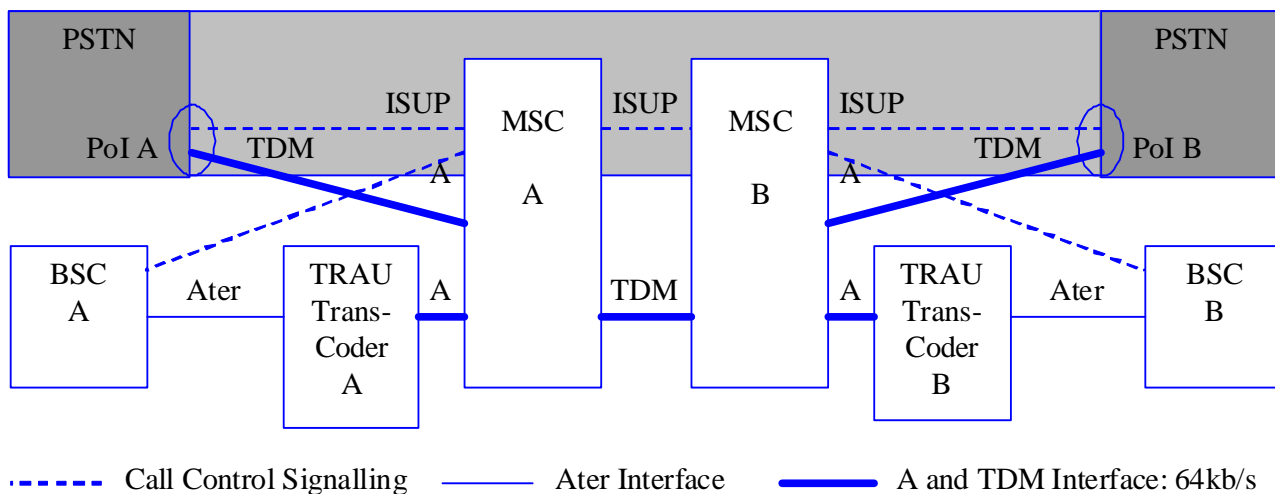 PSTN
PSTN
ISUP
ISUP
ISUP
MSC
A
MSC
B
PoI A
TDM
TDM
PoI B
A
A
BSC
A
Ater
TRAU
Trans-
Coder
A
A
TDM
A
TRAU
Trans-
Coder
B
Ater
BSC
B
Call Control Signalling
Ater Interface
A and TDM Interface: 64kb/s